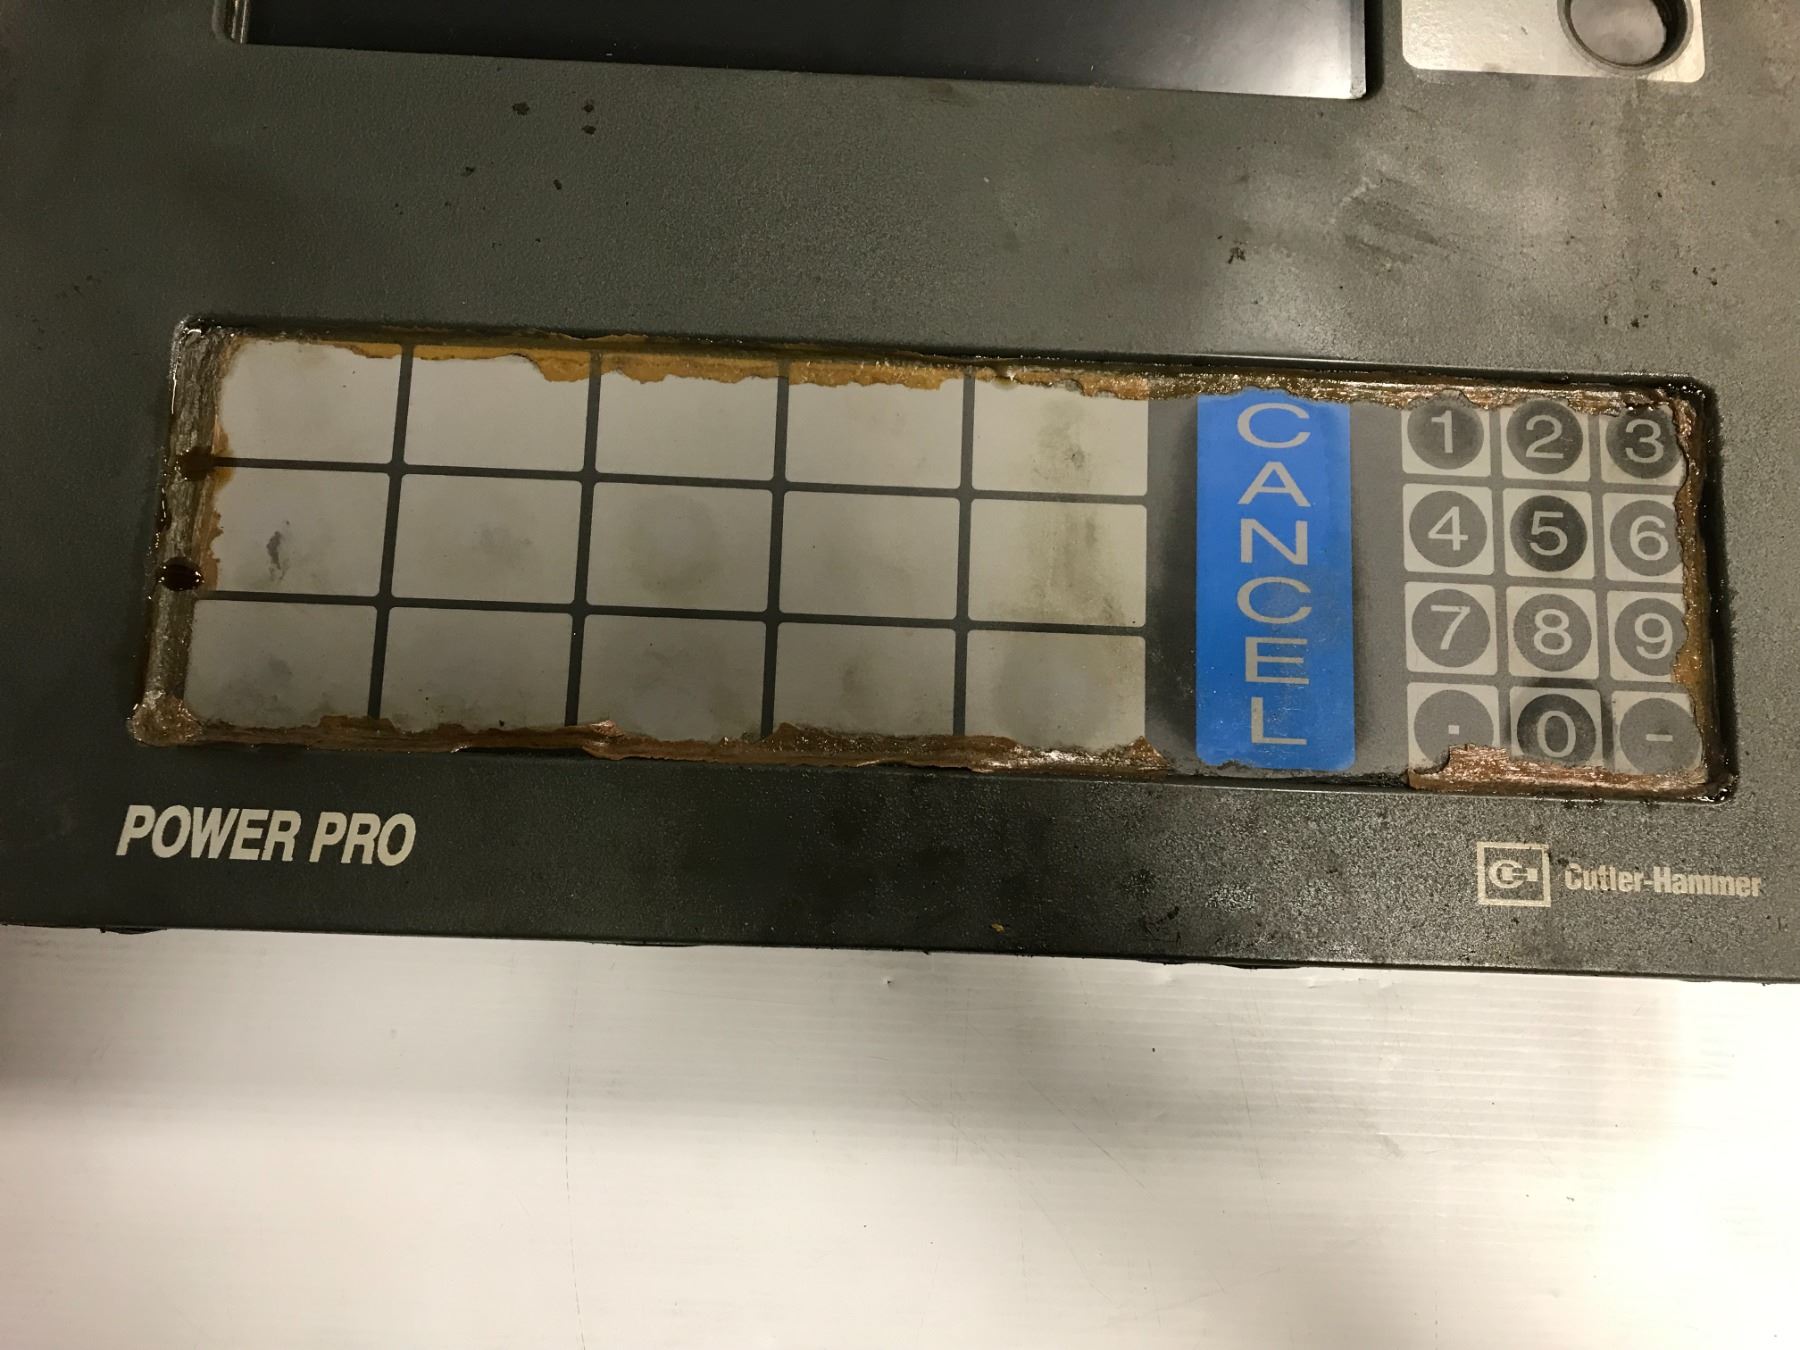 CANCEL
1 2 3
4 5 6
7 8 9
. 0 -
POWER PRO
Cutler-Hammer